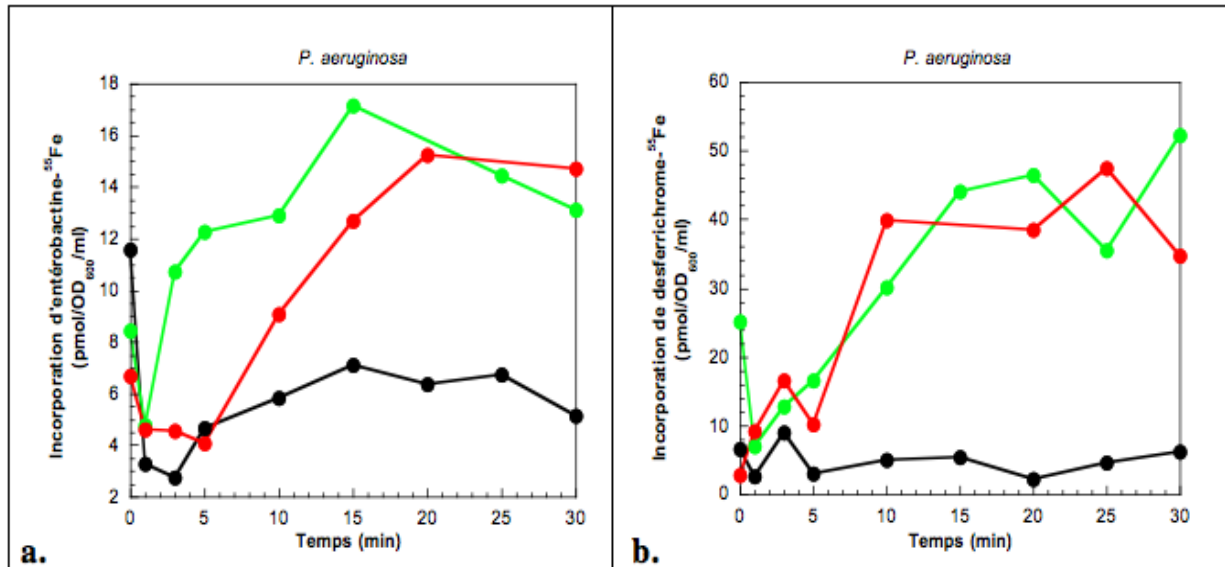 P. aeruginosa
Incorporation d'entérobactine-⁵⁵Fe
(pmol/OD₆₀₀/ml)
18
16
14
12
10
8
6
4
2
0 5 10 15 20 25 30
Temps (min)
a.
P. aeruginosa
Incorporation de desferrichrome-⁵⁵Fe
(pmol/OD₆₀₀/ml)
60
50
40
30
20
10
0
0 5 10 15 20 25 30
Temps (min)
b.